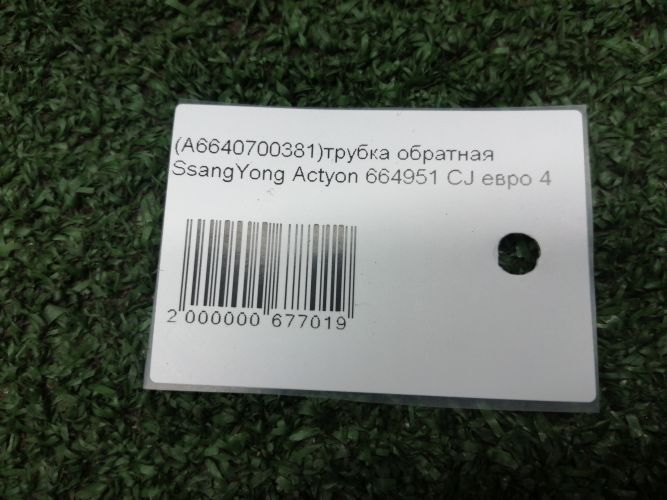 (A6640700381)трубка обратная
SsangYong Actyon 664951 CJ евро 4
2 000000 677019